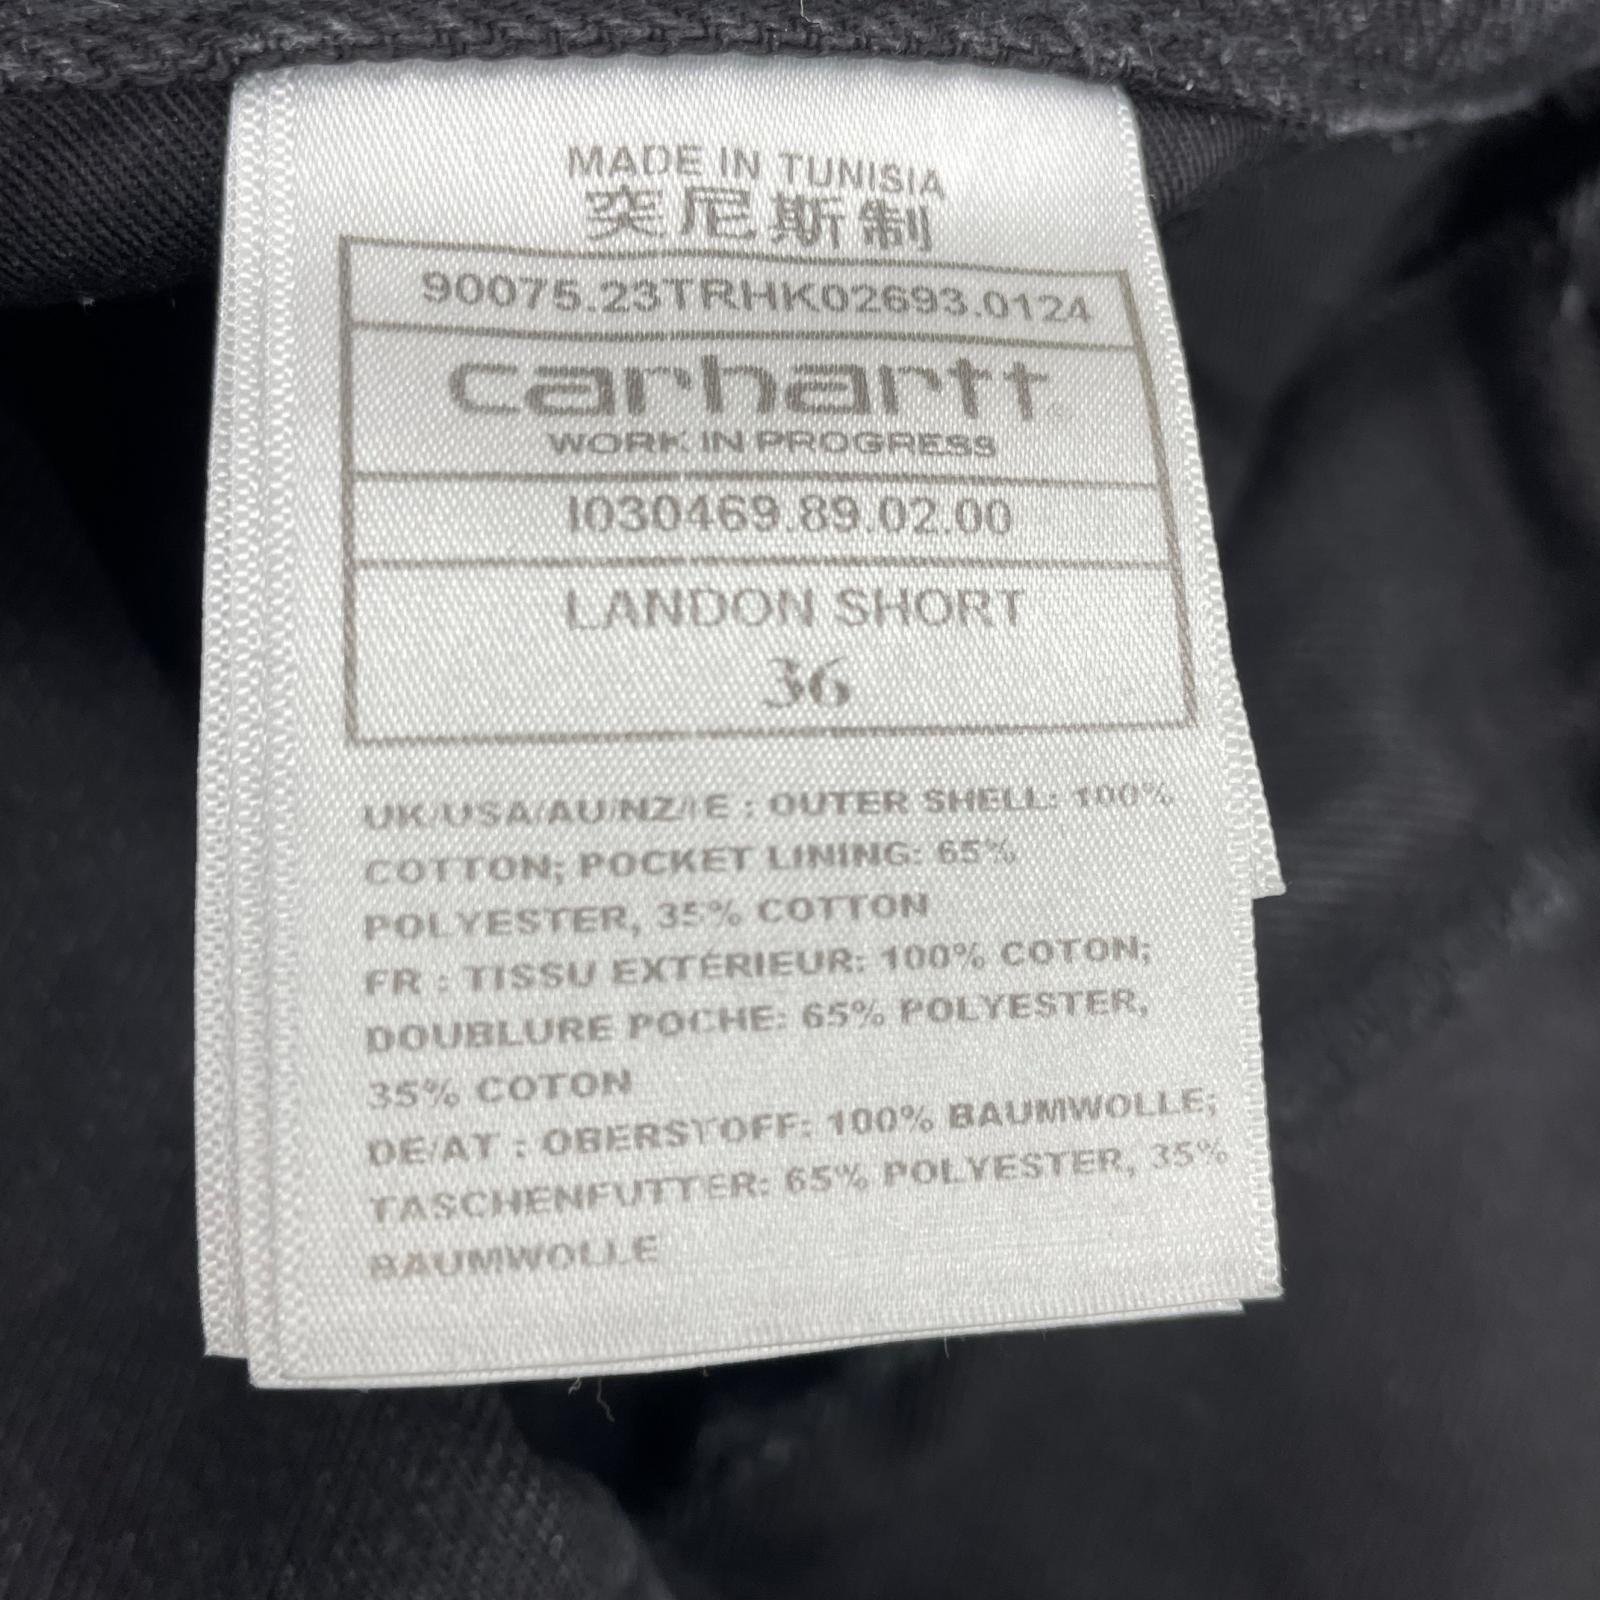 MADE IN TUNISIA
突尼斯制
90075.23TRHK02693.0124
carhartt®
WORK IN PROGRESS
I030469.89.02.00
LANDON SHORT
36
UK/USA/AU/NZ/IE : OUTER SHELL: 100%
COTTON; POCKET LINING: 65%
POLYESTER, 35% COTTON
FR : TISSU EXTÉRIEUR: 100% COTON;
DOUBLURE POCHE: 65% POLYESTER,
35% COTON
DE/AT : OBERSTOFF: 100% BAUMWOLLE;
TASCHENFUTTER: 65% POLYESTER, 35%
BAUMWOLLE